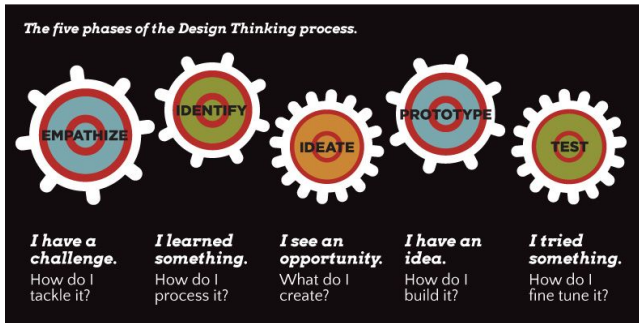 The five phases of the Design Thinking process.
EMPATHIZE
IDENTIFY
IDEATE
PROTOTYPE
TEST
I have a
challenge.
How do I
tackle it?
I learned
something.
How do I
process it?
I see an
opportunity.
What do I
create?
I have an
idea.
How do I
build it?
I tried
something.
How do I
fine tune it?